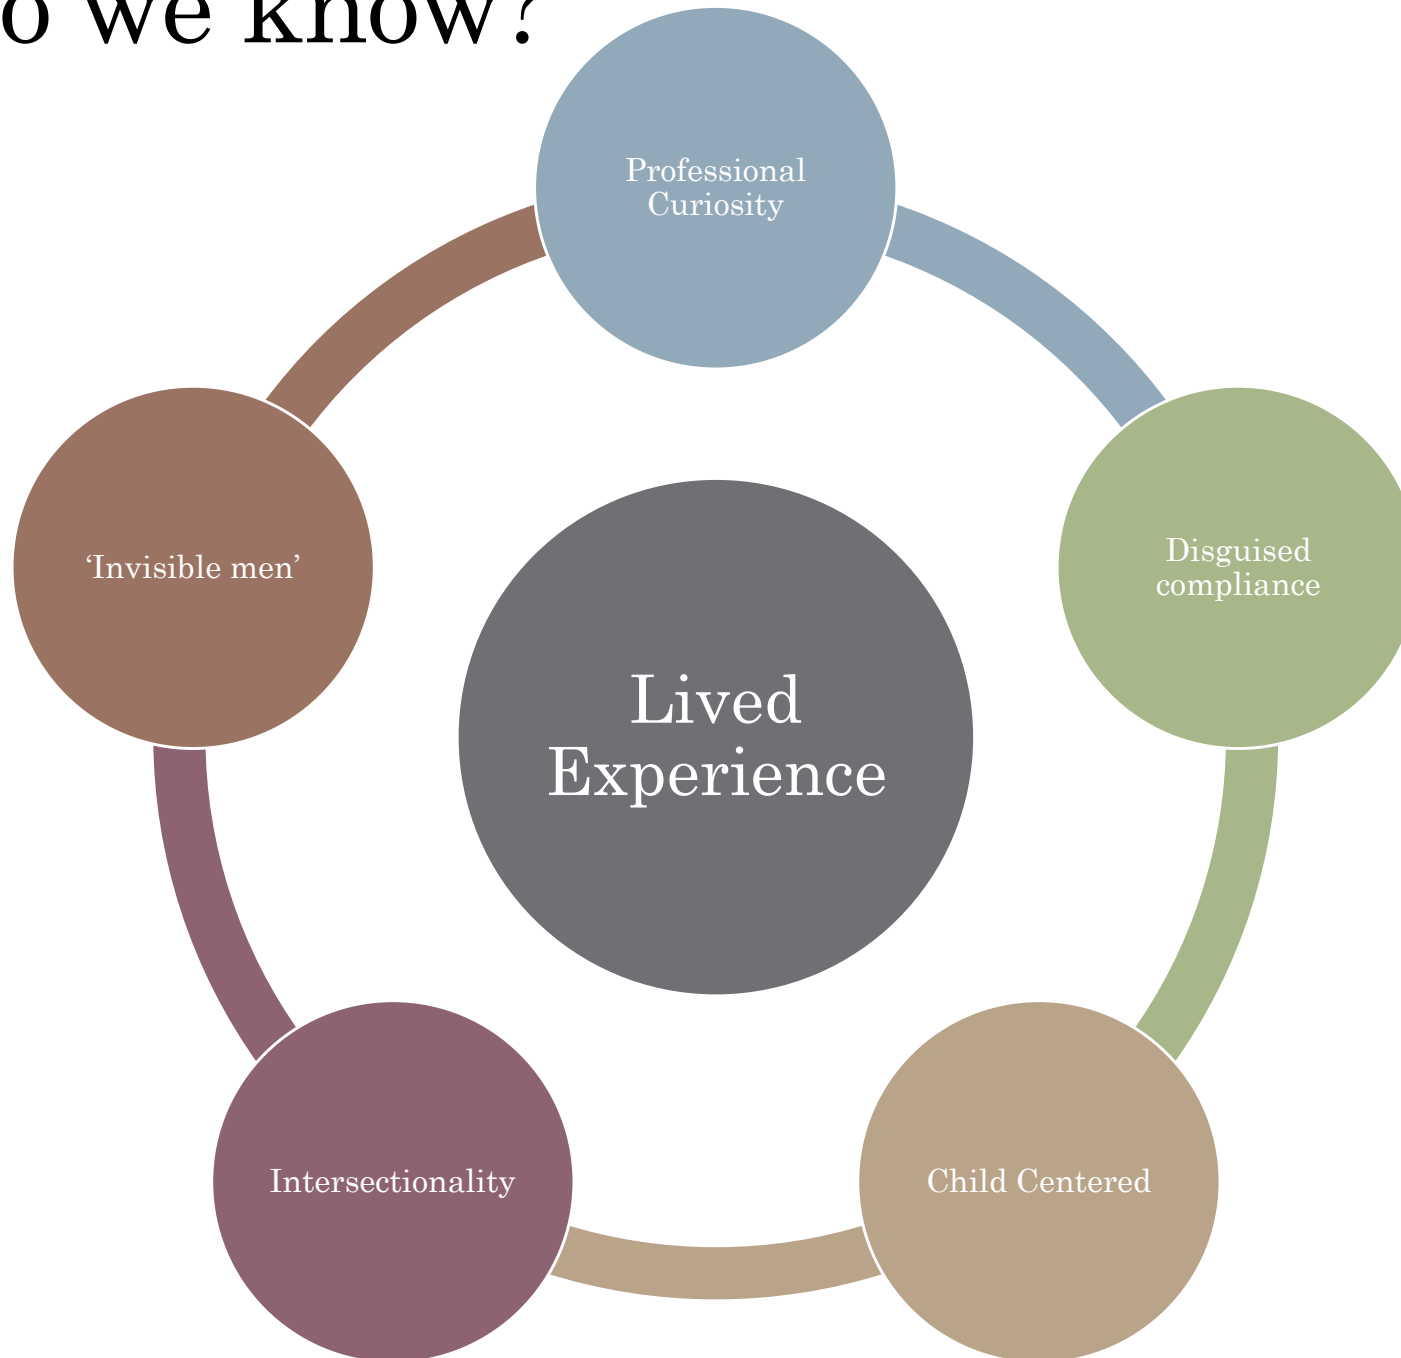 o we know?
Professional
Curiosity
Disguised
compliance
Child Centered
Intersectionality
‘Invisible men’
Lived
Experience